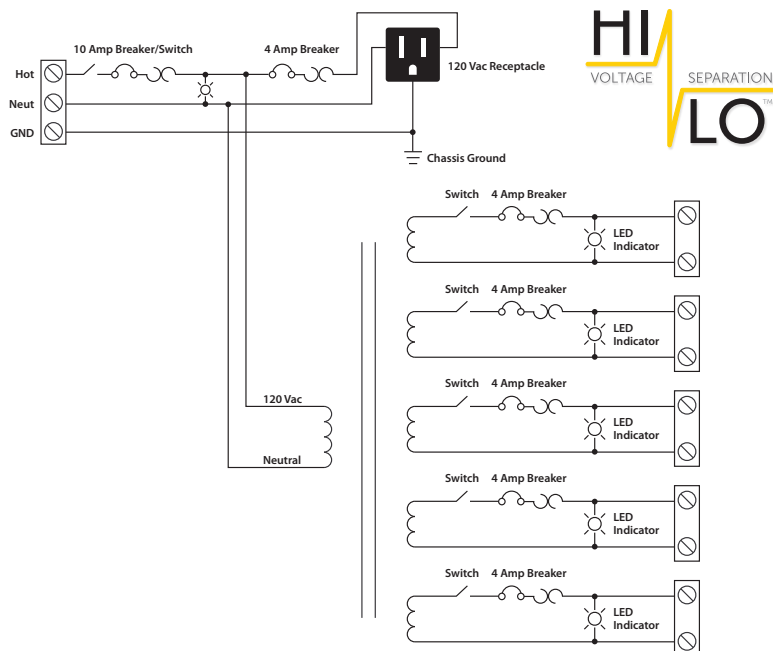 10 Amp Breaker/Switch
4 Amp Breaker
Hot
Neut
GND
120 Vac Receptacle
Chassis Ground
HI
VOLTAGE SEPARATION
LO™
Switch 4 Amp Breaker
LED
Indicator
Switch 4 Amp Breaker
LED
Indicator
120 Vac
Neutral
Switch 4 Amp Breaker
LED
Indicator
Switch 4 Amp Breaker
LED
Indicator
Switch 4 Amp Breaker
LED
Indicator